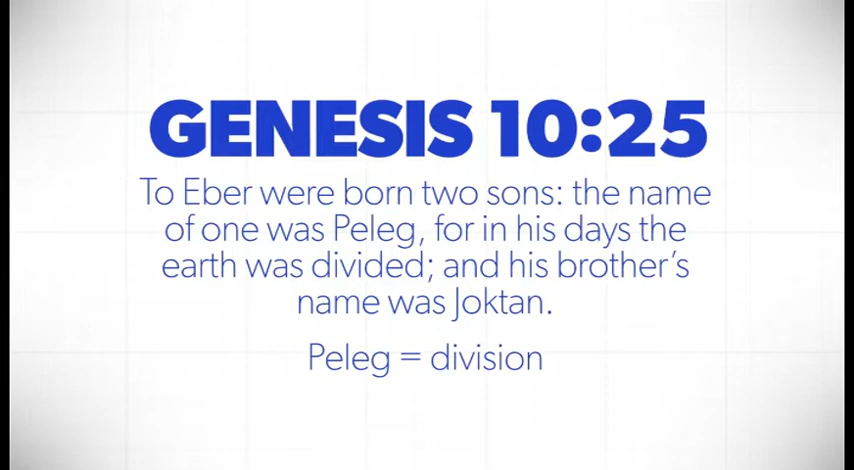 GENESIS 10:25
To Eber were born two sons: the name
of one was Peleg, for in his days the
earth was divided; and his brother’s
name was Joktan.
Peleg = division